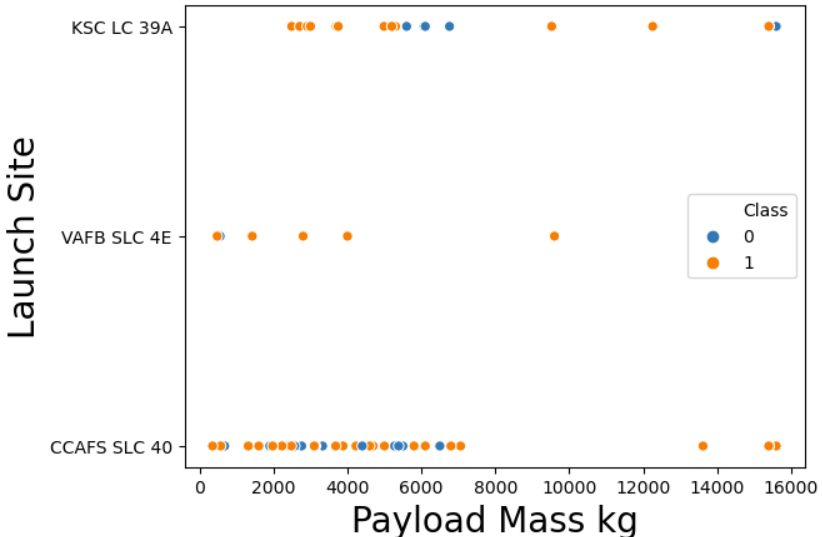 KSC LC 39A
VAFB SLC 4E
CCAFS SLC 40
Launch Site
Class
0
1
0 2000 4000 6000 8000 10000 12000 14000 16000
Payload Mass kg